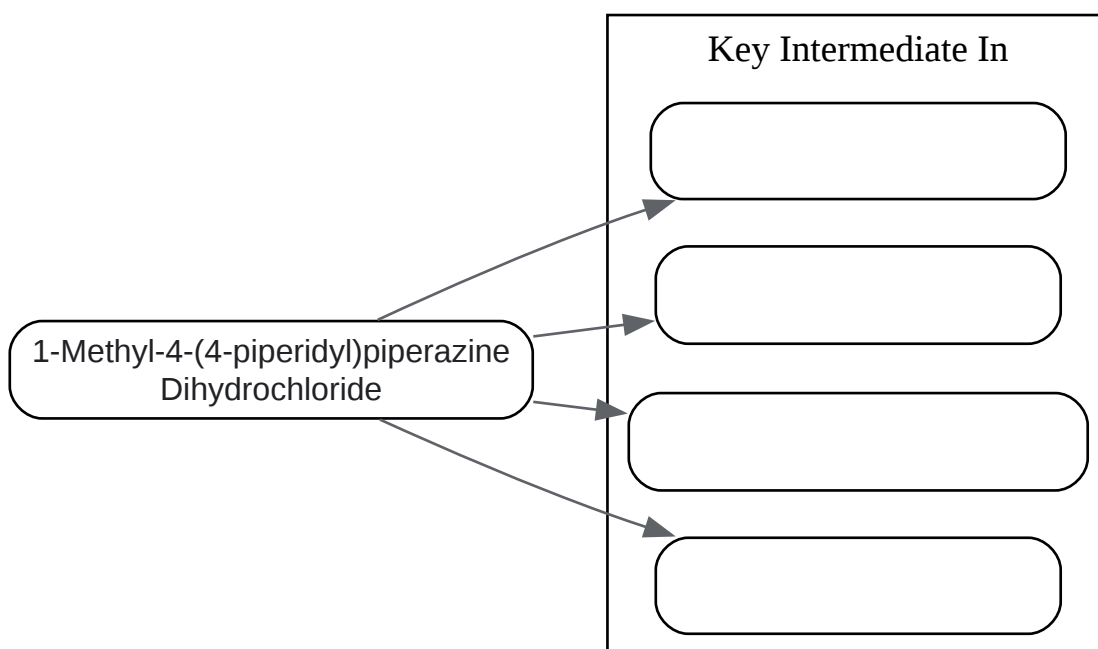 Key Intermediate In
1-Methyl-4-(4-piperidyl)piperazine
Dihydrochloride